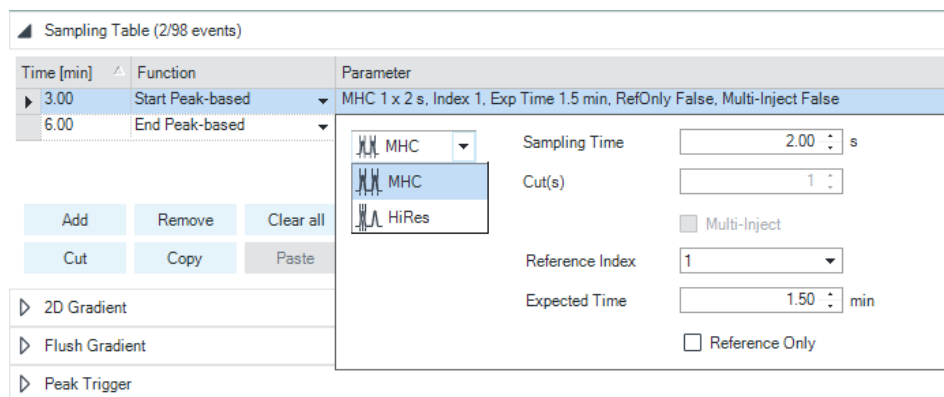 Sampling Table (2/98 events)
Time [min] Function Parameter
3.00 Start Peak-based MHC 1 x 2 s, Index 1, Exp Time 1.5 min, RefOnly False, Multi-Inject False
6.00 End Peak-based
MHC Sampling Time 2.00 s
MHC Cut(s) 1
HiRes Multi-Inject
Add Remove Clear all
Cut Copy Paste
Reference Index 1
2D Gradient Expected Time 1.50 min
Flush Gradient Reference Only
Peak Trigger